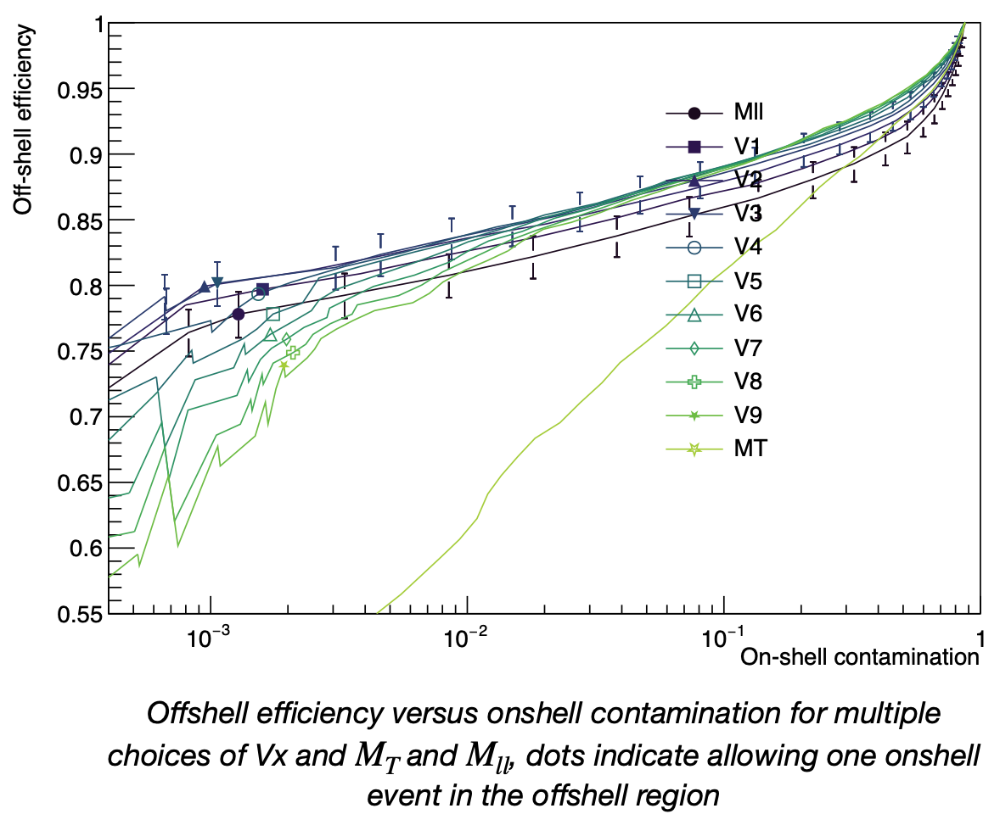 Off-shell efficiency
1
0.95
0.9
0.85
0.8
0.75
0.7
0.65
0.6
0.55
Mll
V1
V2
V3
V4
V5
V6
V7
V8
V9
MT
10⁻³
10⁻²
10⁻¹
1
On-shell contamination
Offshell efficiency versus onshell contamination for multiple
choices of Vx and M_T and M_ll, dots indicate allowing one onshell
event in the offshell region